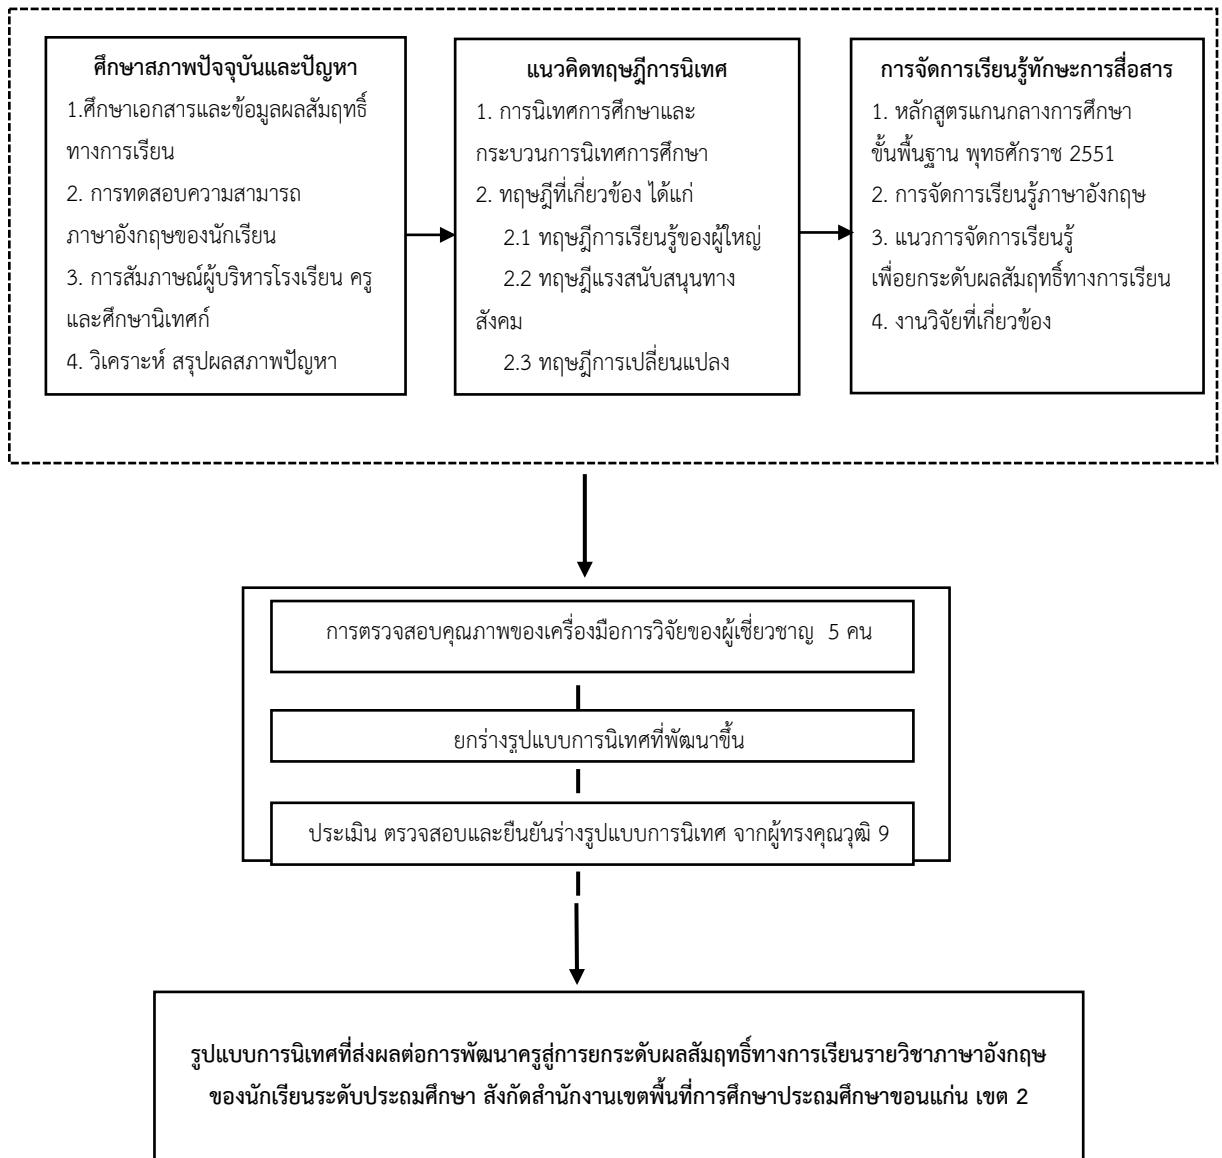 ศึกษาสภาพปัจจุบันและปัญหา
1.ศึกษาเอกสารและข้อมูลผลสัมฤทธิ์
ทางการเรียน
2. การทดสอบความสามารถ
ภาษาอังกฤษของนักเรียน
3. การสัมภาษณ์ผู้บริหารโรงเรียน ครู
และศึกษานิเทศก์
4. วิเคราะห์ สรุปผลสภาพปัญหา
แนวคิดทฤษฎีการนิเทศ
1. การนิเทศการศึกษาและ
กระบวนการนิเทศการศึกษา
2. ทฤษฎีที่เกี่ยวข้อง ได้แก่
2.1 ทฤษฎีการเรียนรู้ของผู้ใหญ่
2.2 ทฤษฎีแรงสนับสนุนทาง
สังคม
2.3 ทฤษฎีการเปลี่ยนแปลง
การจัดการเรียนรู้ทักษะการสื่อสาร
1. หลักสูตรแกนกลางการศึกษา
ขั้นพื้นฐาน พุทธศักราช 2551
2. การจัดการเรียนรู้ภาษาอังกฤษ
3. แนวการจัดการเรียนรู้
เพื่อยกระดับผลสัมฤทธิ์ทางการเรียน
4. งานวิจัยที่เกี่ยวข้อง
การตรวจสอบคุณภาพของเครื่องมือการวิจัยของผู้เชี่ยวชาญ 5 คน
ยกร่างรูปแบบการนิเทศที่พัฒนาขึ้น
ประเมิน ตรวจสอบและยืนยันร่างรูปแบบการนิเทศ จากผู้ทรงคุณวุฒิ 9
รูปแบบการนิเทศที่ส่งผลต่อการพัฒนาครูสู่การยกระดับผลสัมฤทธิ์ทางการเรียนรายวิชาภาษาอังกฤษ
ของนักเรียนระดับประถมศึกษา สังกัดสำนักงานเขตพื้นที่การศึกษาประถมศึกษาขอนแก่น เขต 2